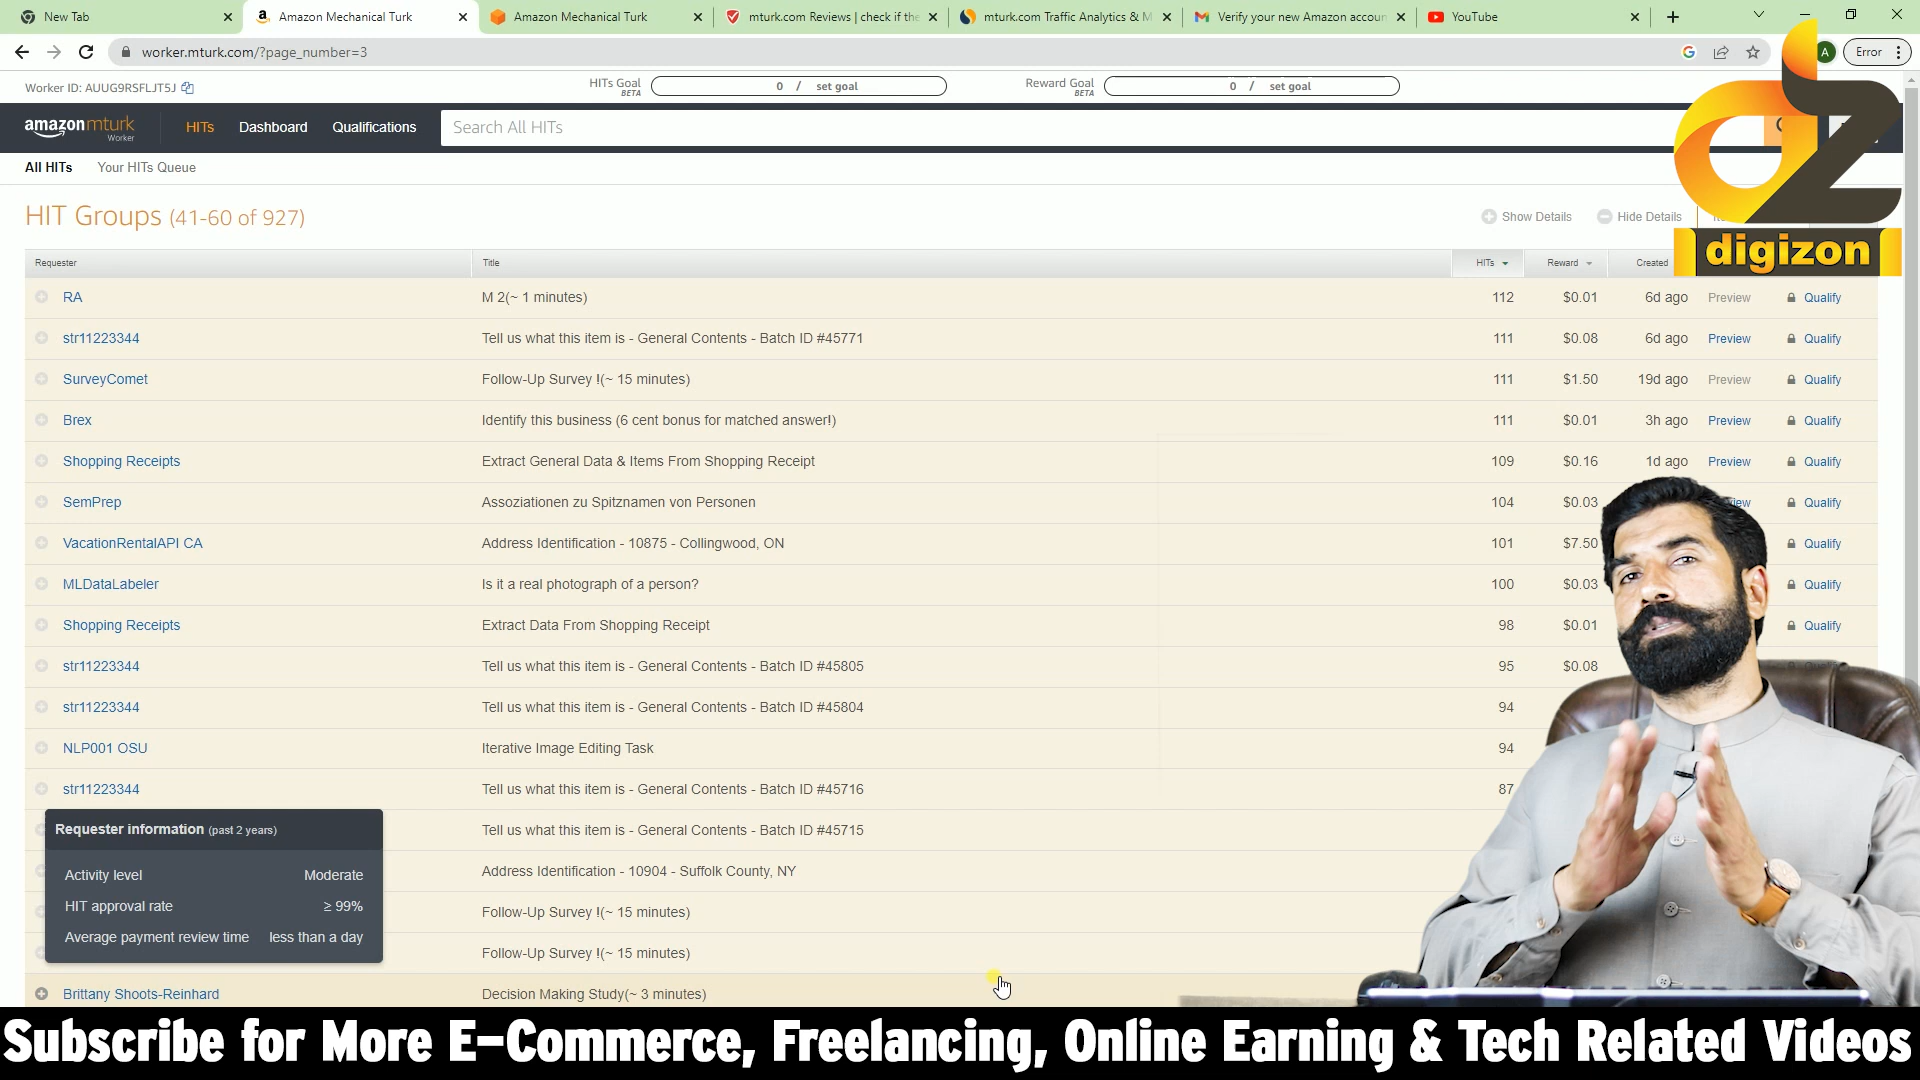 New Tab
Amazon Mechanical Turk
Amazon Mechanical Turk
mturk.com Reviews | check if the
mturk.com Traffic Analytics & M
Verify your new Amazon accoun
YouTube
worker.mturk.com/?page_number=3
A
Error
Worker ID: AUUG9RSFLJT5J
HITs Goal
BETA
0 / set goal
Reward Goal
BETA
0 / set goal
amazonmturk
Worker
HITs
Dashboard
Qualifications
Search All HITs
All HITs
Your HITs Queue
HIT Groups (41-60 of 927)
Show Details
Hide Details
digizon
Requester Title HITs Reward Created
RA M 2(~ 1 minutes) 112 $0.01 6d ago Preview Qualify
str11223344 Tell us what this item is - General Contents - Batch ID #45771 111 $0.08 6d ago Preview Qualify
SurveyComet Follow-Up Survey !(~ 15 minutes) 111 $1.50 19d ago Preview Qualify
Brex Identify this business (6 cent bonus for matched answer!) 111 $0.01 3h ago Preview Qualify
Shopping Receipts Extract General Data & Items From Shopping Receipt 109 $0.16 1d ago Preview Qualify
SemPrep Assoziationen zu Spitznamen von Personen 104 $0.03 Qualify
VacationRentalAPI CA Address Identification - 10875 - Collingwood, ON 101 $7.50 Qualify
MLDataLabeler Is it a real photograph of a person? 100 $0.03 Qualify
Shopping Receipts Extract Data From Shopping Receipt 98 $0.01 Qualify
str11223344 Tell us what this item is - General Contents - Batch ID #45805 95 $0.08
str11223344 Tell us what this item is - General Contents - Batch ID #45804 94
NLP001 OSU Iterative Image Editing Task 94
str11223344 Tell us what this item is - General Contents - Batch ID #45716 87
Tell us what this item is - General Contents - Batch ID #45715
Address Identification - 10904 - Suffolk County, NY
Follow-Up Survey !(~ 15 minutes)
Follow-Up Survey !(~ 15 minutes)
Requester information (past 2 years)
Activity level Moderate
HIT approval rate ≥ 99%
Average payment review time less than a day
Brittany Shoots-Reinhard Decision Making Study(~ 3 minutes)
Subscribe for More E-Commerce, Freelancing, Online Earning & Tech Related Videos